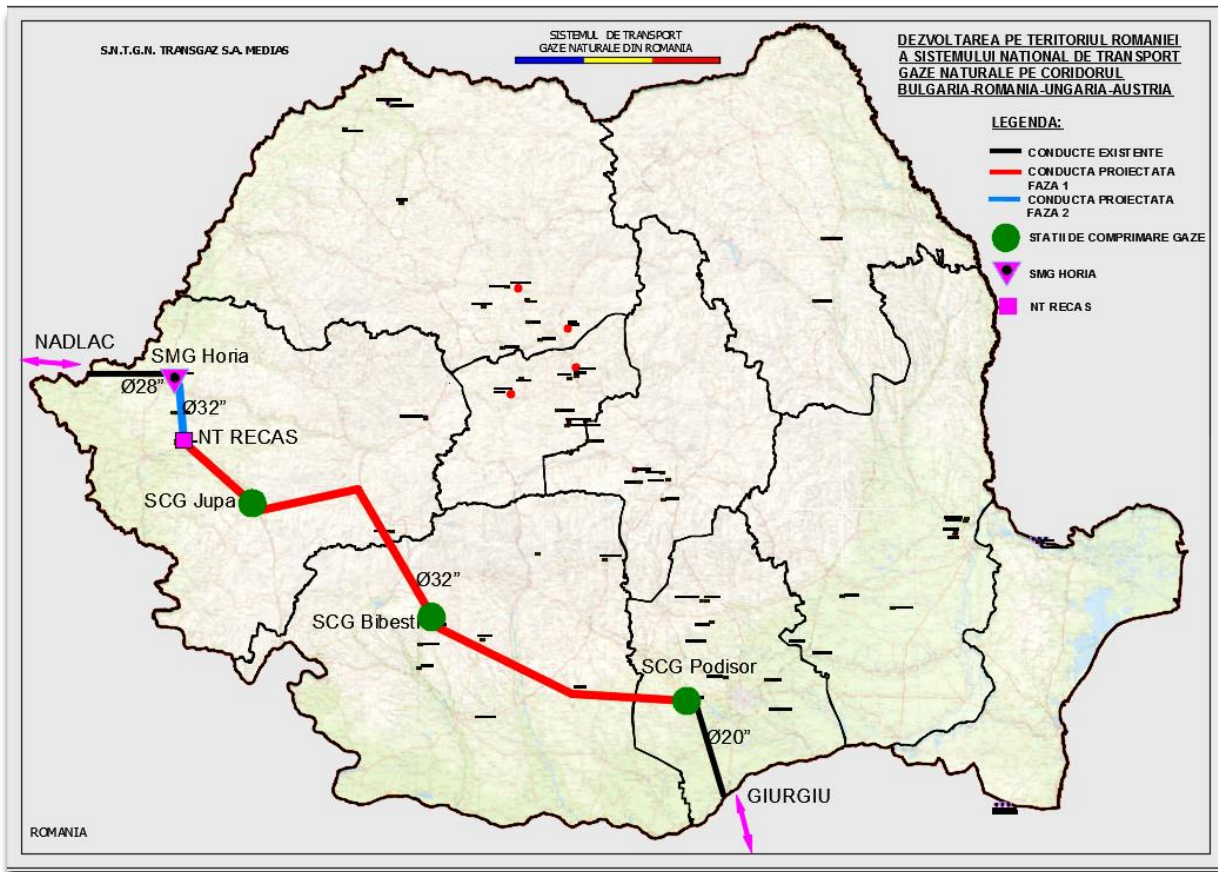 S.N.T.G.N. TRANSGAZ S.A. MEDIAS
SISTEMUL DE TRANSPORT
GAZE NATURALE DIN ROMANIA
DEZVOLTAREA PE TERITORIUL ROMANIEI
A SISTEMULUI NATIONAL DE TRANSPORT
GAZE NATURALE PE CORIDORUL
BULGARIA-ROMANIA-UNGARIA-AUSTRIA
LEGENDA:
CONDUCTE EXISTENTE
CONDUCTA PROIECTATA
FAZA 1
CONDUCTA PROIECTATA
FAZA 2
STATII DE COMPRIMARE GAZE
SMG HORIA
NT RECAS
NADLAC
SMG Horia
Ø28”
Ø32”
NT RECAS
SCG Jupa
Ø32”
SCG Bibesti
SCG Podisor
Ø20”
GIURGIU
ROMANIA